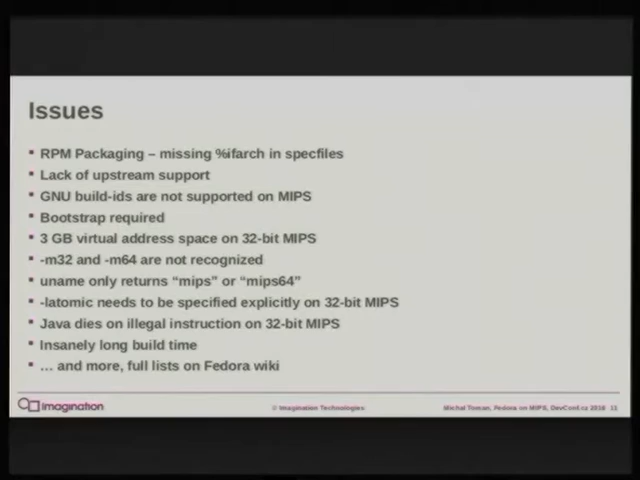 Issues
RPM Packaging – missing %ifarch in specfiles
Lack of upstream support
GNU build-ids are not supported on MIPS
Bootstrap required
3 GB virtual address space on 32-bit MIPS
-m32 and -m64 are not recognized
uname only returns “mips” or “mips64”
-latomic needs to be specified explicitly on 32-bit MIPS
Java dies on illegal instruction on 32-bit MIPS
Insanely long build time
… and more, full lists on Fedora wiki
imagination © Imagination Technologies Michal Toman, Fedora on MIPS, DevConf.cz 2016 11